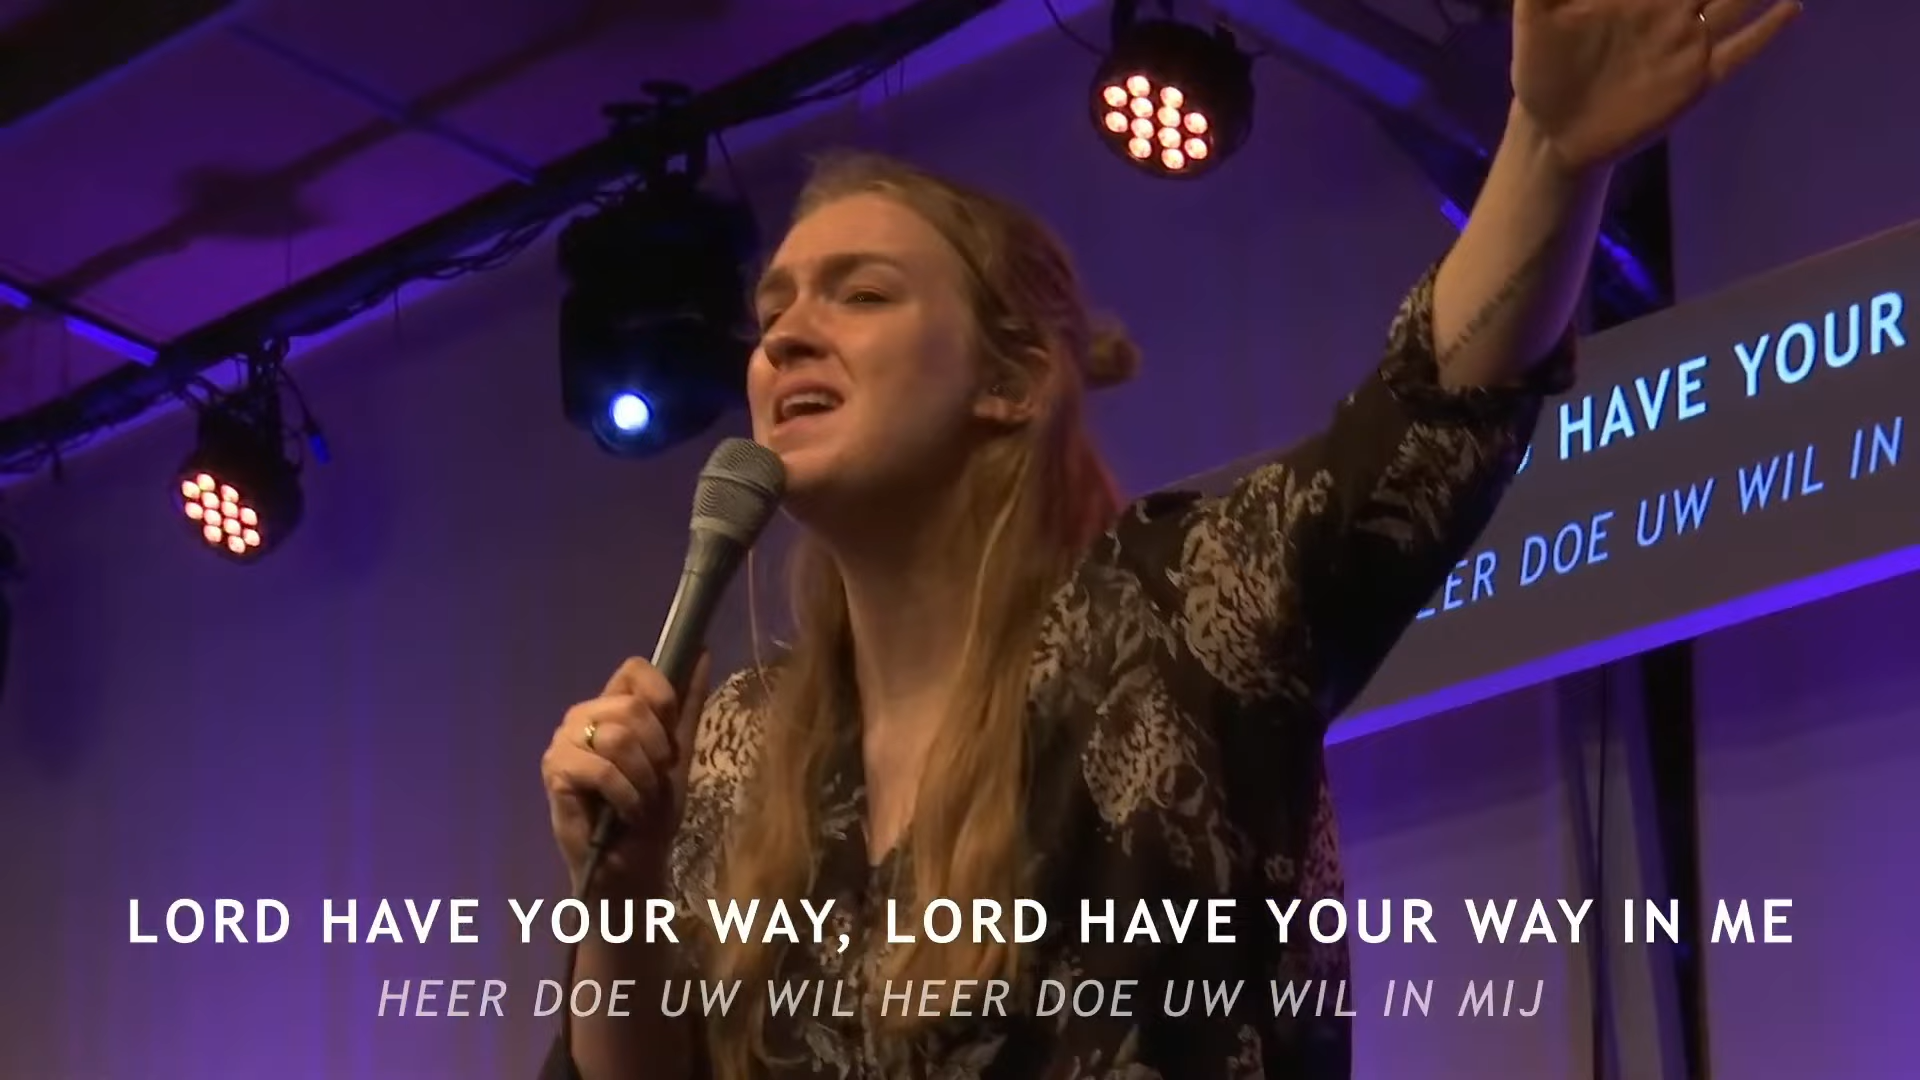 HAVE YOUR
DOE UW WIL IN
LORD HAVE YOUR WAY, LORD HAVE YOUR WAY IN ME
HEER DOE UW WIL HEER DOE UW WIL IN MIJ